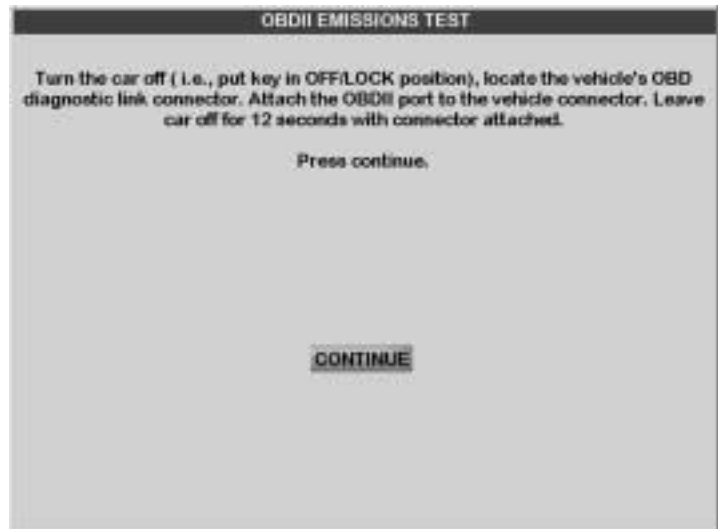 OBDII EMISSIONS TEST
Turn the car off ( i.e., put key in OFF/LOCK position), locate the vehicle's OBD
diagnostic link connector. Attach the OBDII port to the vehicle connector. Leave
car off for 12 seconds with connector attached.
Press continue.
CONTINUE